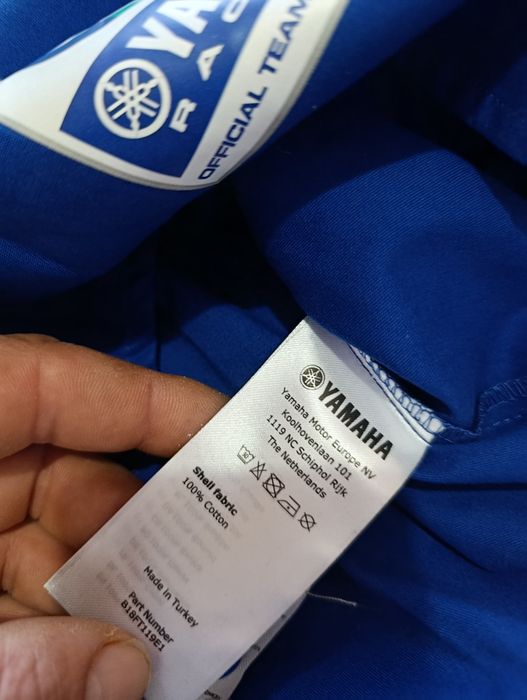 YA
RAC
OFFICIAL TEAM
YAMAHA
Yamaha Motor Europe NV
Koolhovenlaan 101
1119 NC Schiphol Rijk
The Netherlands
Shell fabric
100% Cotton
Made in Turkey
Part Number
B18FT119E1